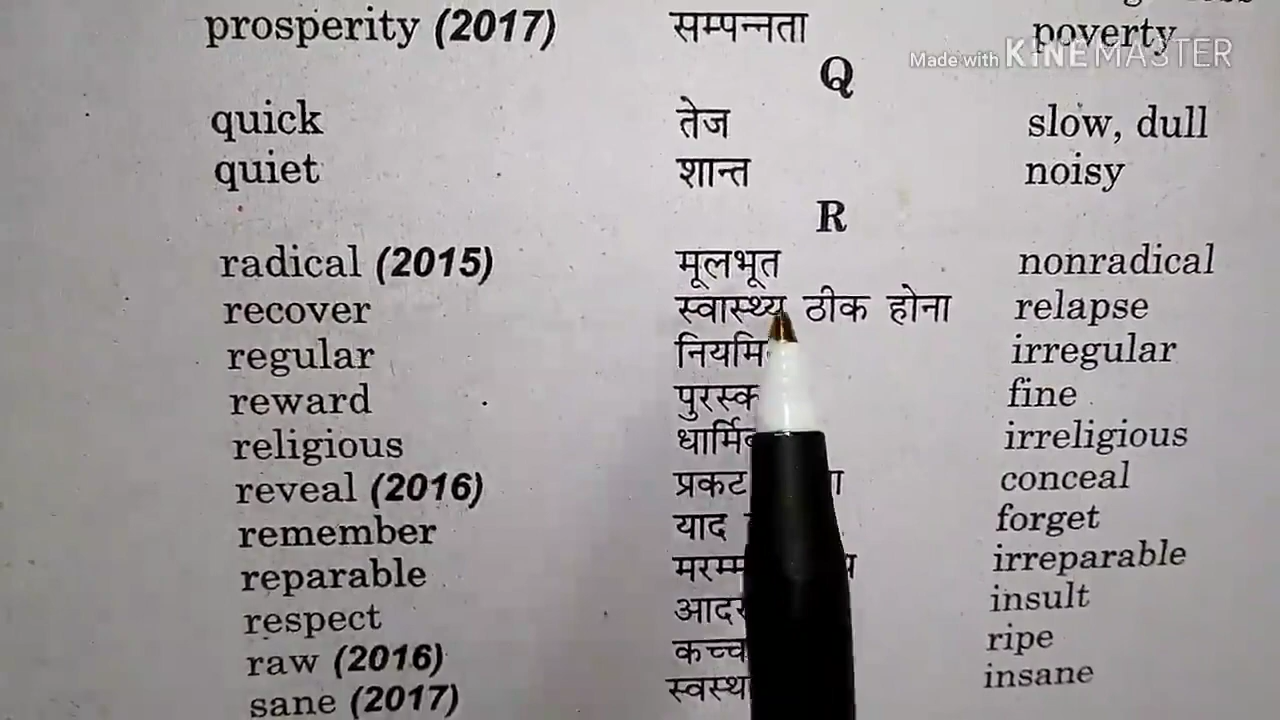 prosperity (2017) सम्पन्नता poverty
Made with KINEMASTER
Q
quick तेज slow, dull
quiet शान्त noisy
R
radical (2015) मूलभूत nonradical
recover स्वास्थ्य ठीक होना relapse
regular irregular
reward fine
religious irreligious
reveal (2016) प्रकट conceal
remember याद forget
reparable irreparable
respect insult
raw (2016) ripe
sane (2017) insane